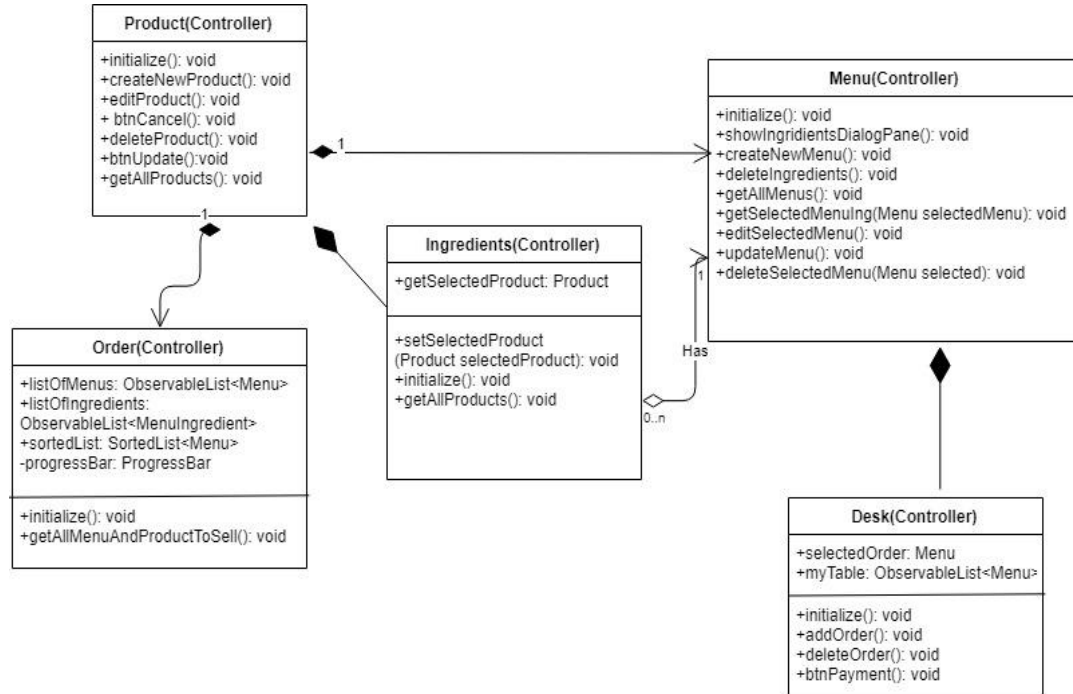 Product(Controller)
+initialize(): void
+createNewProduct(): void
+editProduct(): void
+ btnCancel(): void
+deleteProduct(): void
+btnUpdate():void
+getAllProducts(): void
1
1
Menu(Controller)
+initialize(): void
+showIngridientsDialogPane(): void
+createNewMenu(): void
+deleteIngredients(): void
+getAllMenus(): void
+getSelectedMenuIng(Menu selectedMenu): void
+editSelectedMenu(): void
+updateMenu(): void
+deleteSelectedMenu(Menu selected): void
1
Ingredients(Controller)
+getSelectedProduct: Product
+setSelectedProduct
(Product selectedProduct): void
+initialize(): void
+getAllProducts(): void
Has
0..n
Order(Controller)
+listOfMenus: ObservableList<Menu>
+listOfIngredients:
ObservableList<MenuIngredient>
+sortedList: SortedList<Menu>
-progressBar: ProgressBar
+initialize(): void
+getAllMenuAndProductToSell(): void
Desk(Controller)
+selectedOrder: Menu
+myTable: ObservableList<Menu>
+initialize(): void
+addOrder(): void
+deleteOrder(): void
+btnPayment(): void